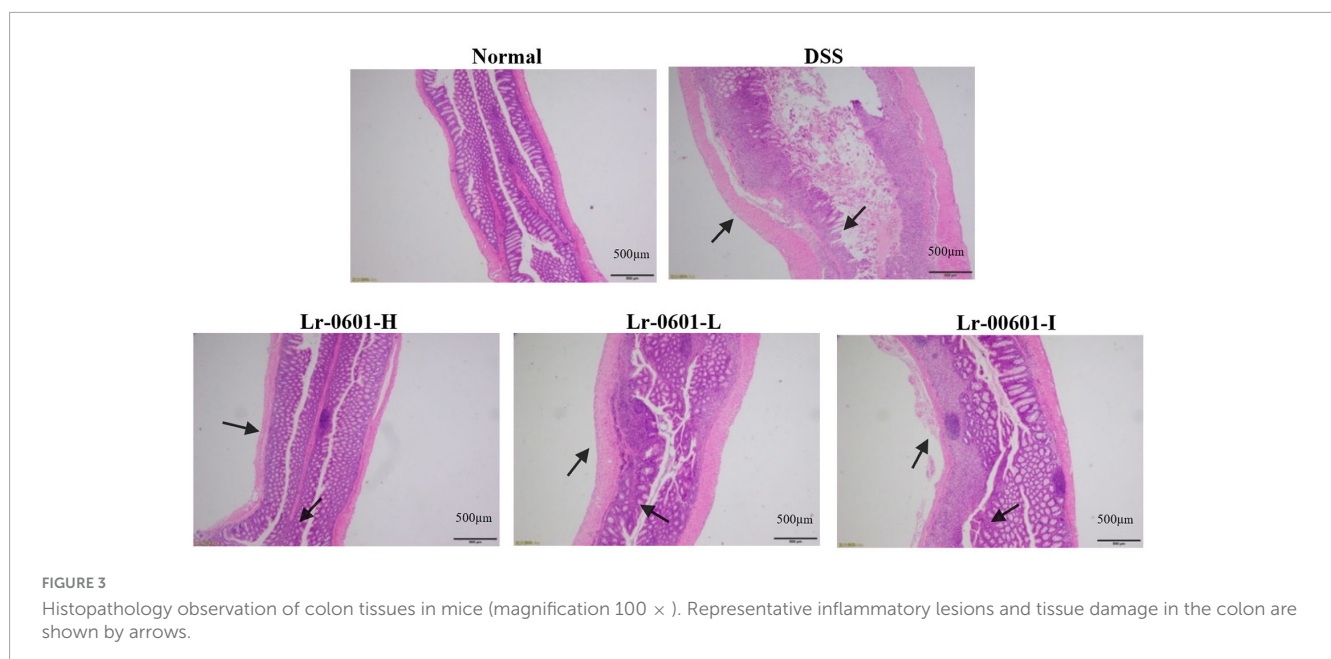 Normal
DSS
500µm
500µm
Lr-0601-H
Lr-0601-L
Lr-00601-I
500µm
500µm
500µm
FIGURE 3
Histopathology observation of colon tissues in mice (magnification 100 × ). Representative inflammatory lesions and tissue damage in the colon are
shown by arrows.